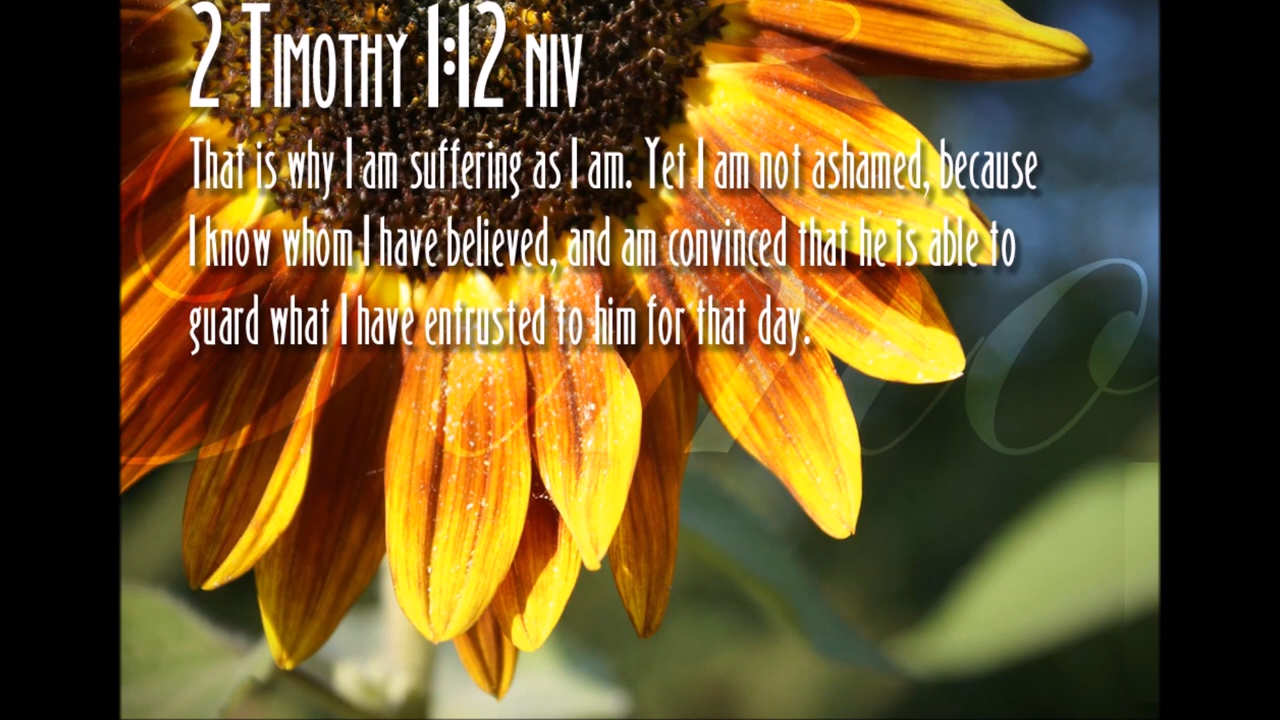 2 Timothy 1:12 NIV
That is why I am suffering as I am. Yet I am not ashamed, because
I know whom I have believed, and am convinced that he is able to
guard what I have entrusted to him for that day.